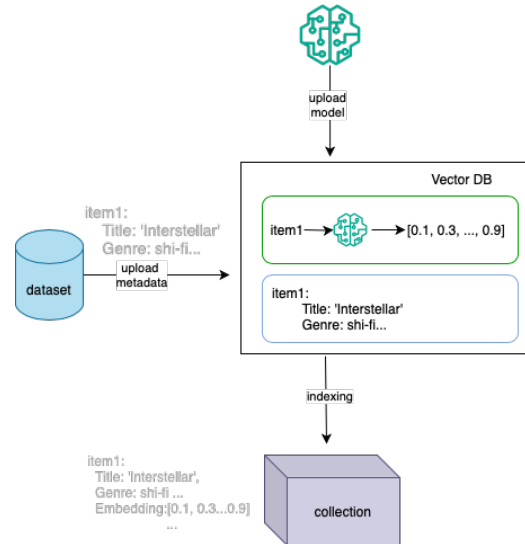 upload
model
Vector DB
item1:
Title: 'Interstellar'
Genre: shi-fi...
item1
[0.1, 0.3, ..., 0.9]
dataset
upload
metadata
item1:
Title: 'Interstellar'
Genre: shi-fi...
indexing
item1:
Title: 'Interstellar',
Genre: shi-fi ...
Embedding:[0.1, 0.3...0.9]
...
collection